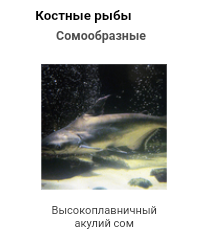 Костные рыбы
Сомообразные
Высокоплавничный
акулий сом